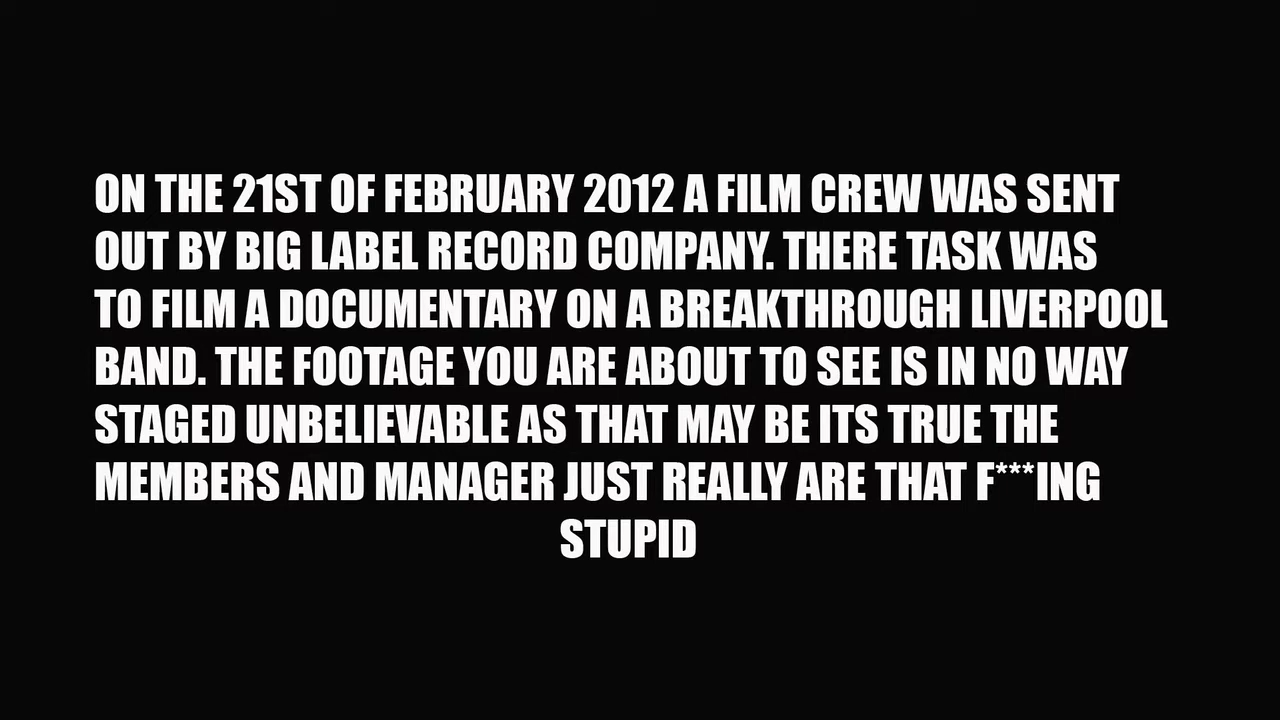 ON THE 21ST OF FEBRUARY 2012 A FILM CREW WAS SENT
OUT BY BIG LABEL RECORD COMPANY. THERE TASK WAS
TO FILM A DOCUMENTARY ON A BREAKTHROUGH LIVERPOOL
BAND. THE FOOTAGE YOU ARE ABOUT TO SEE IS IN NO WAY
STAGED UNBELIEVABLE AS THAT MAY BE ITS TRUE THE
MEMBERS AND MANAGER JUST REALLY ARE THAT F***ING
STUPID